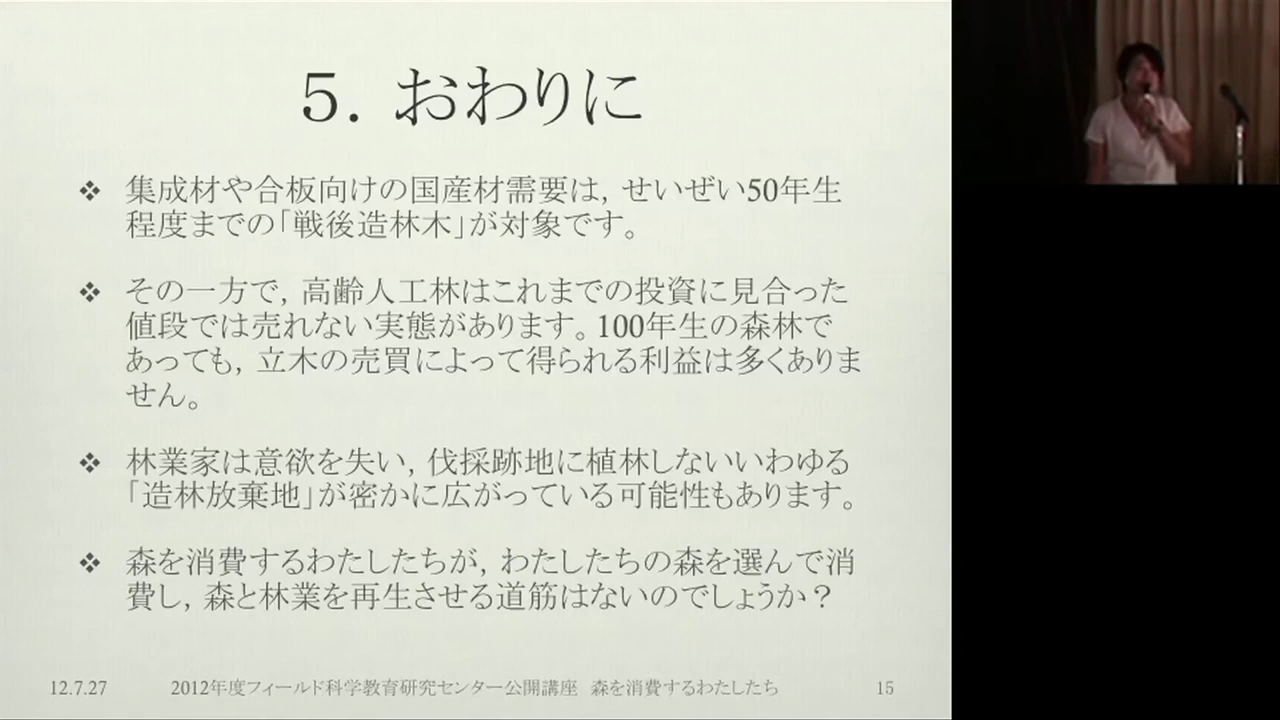 5. おわりに
集成材や合板向けの国産材需要は, せいぜい50年生
程度までの「戦後造林木」が対象です。
その一方で, 高齢人工林はこれまでの投資に見合った
値段では売れない実態があります。100年生の森林で
あっても, 立木の売買によって得られる利益は多くありま
せん。
林業家は意欲を失い, 伐採跡地に植林しないいわゆる
「造林放棄地」が密かに広がっている可能性もあります。
森を消費するわたしたちが, わたしたちの森を選んで消
費し, 森と林業を再生させる道筋はないのでしょうか？
12.7.27 2012年度フィールド科学教育研究センター公開講座 森を消費するわたしたち 15